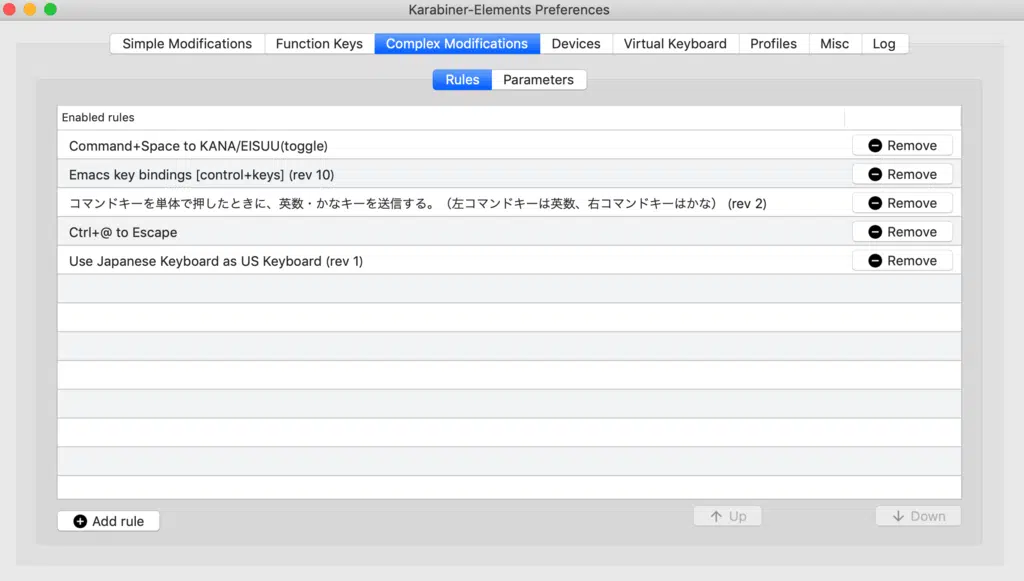 Karabiner-Elements Preferences
Simple Modifications Function Keys Complex Modifications Devices Virtual Keyboard Profiles Misc Log
Rules Parameters
Enabled rules
Command+Space to KANA/EISUU(toggle) Remove
Emacs key bindings [control+keys] (rev 10) Remove
コマンドキーを単体で押したときに、英数・かなキーを送信する。（左コマンドキーは英数、右コマンドキーはかな） (rev 2) Remove
Ctrl+@ to Escape Remove
Use Japanese Keyboard as US Keyboard (rev 1) Remove
Add rule Up Down